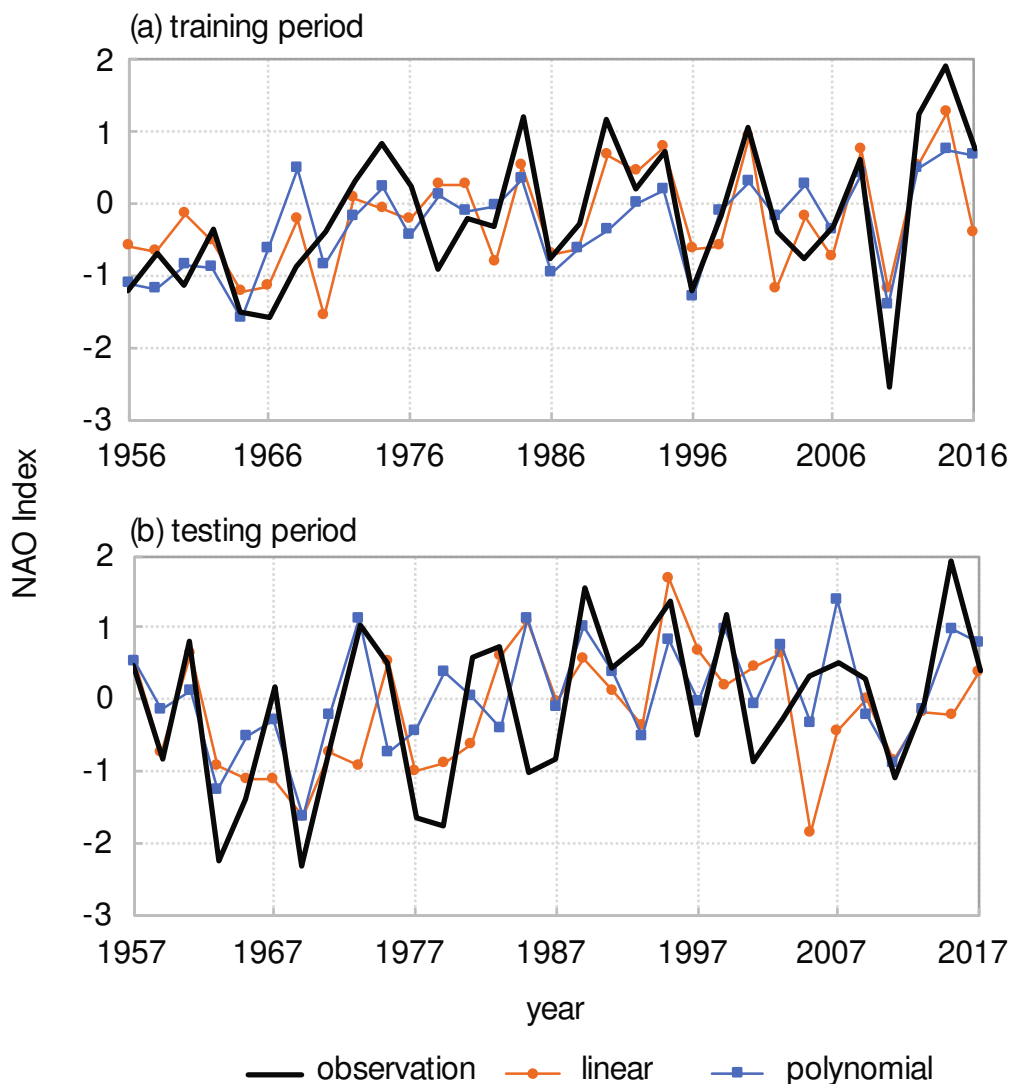 (a) training period
2
1
0
-1
-2
-3
1956 1966 1976 1986 1996 2006 2016
NAO Index
(b) testing period
2
1
0
-1
-2
-3
1957 1967 1977 1987 1997 2007 2017
year
observation linear polynomial